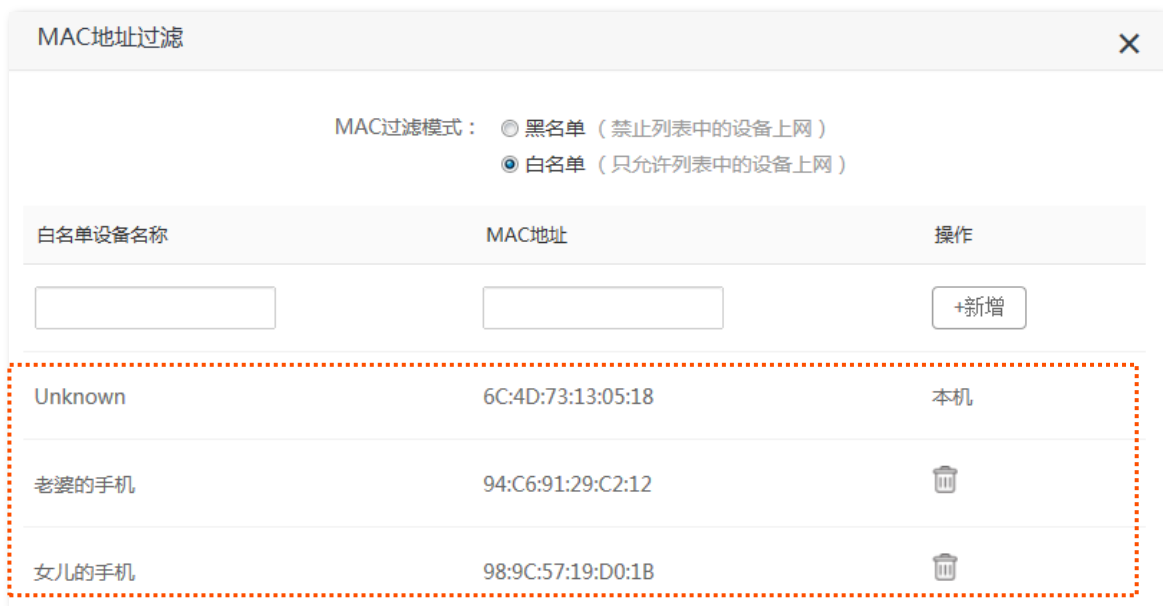 MAC地址过滤
MAC过滤模式： 黑名单（禁止列表中的设备上网）
白名单（只允许列表中的设备上网）
白名单设备名称 MAC地址 操作
+新增
Unknown 6C:4D:73:13:05:18 本机
老婆的手机 94:C6:91:29:C2:12
女儿的手机 98:9C:57:19:D0:1B